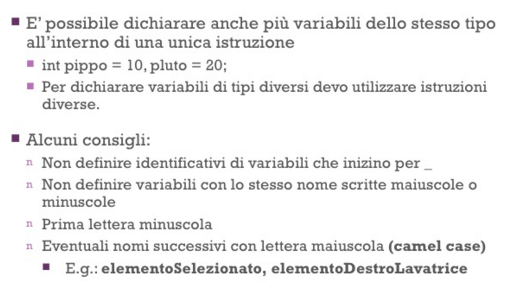 E' possibile dichiarare anche più variabili dello stesso tipo
all'interno di una unica istruzione
int pippo = 10, pluto = 20;
Per dichiarare variabili di tipi diversi devo utilizzare istruzioni
diverse.
Alcuni consigli:
n Non definire identificativi di variabili che inizino per _
n Non definire variabili con lo stesso nome scritte maiuscole o
minuscole
n Prima lettera minuscola
n Eventuali nomi successivi con lettera maiuscola (camel case)
E.g.: elementoSelezionato, elementoDestroLavatrice